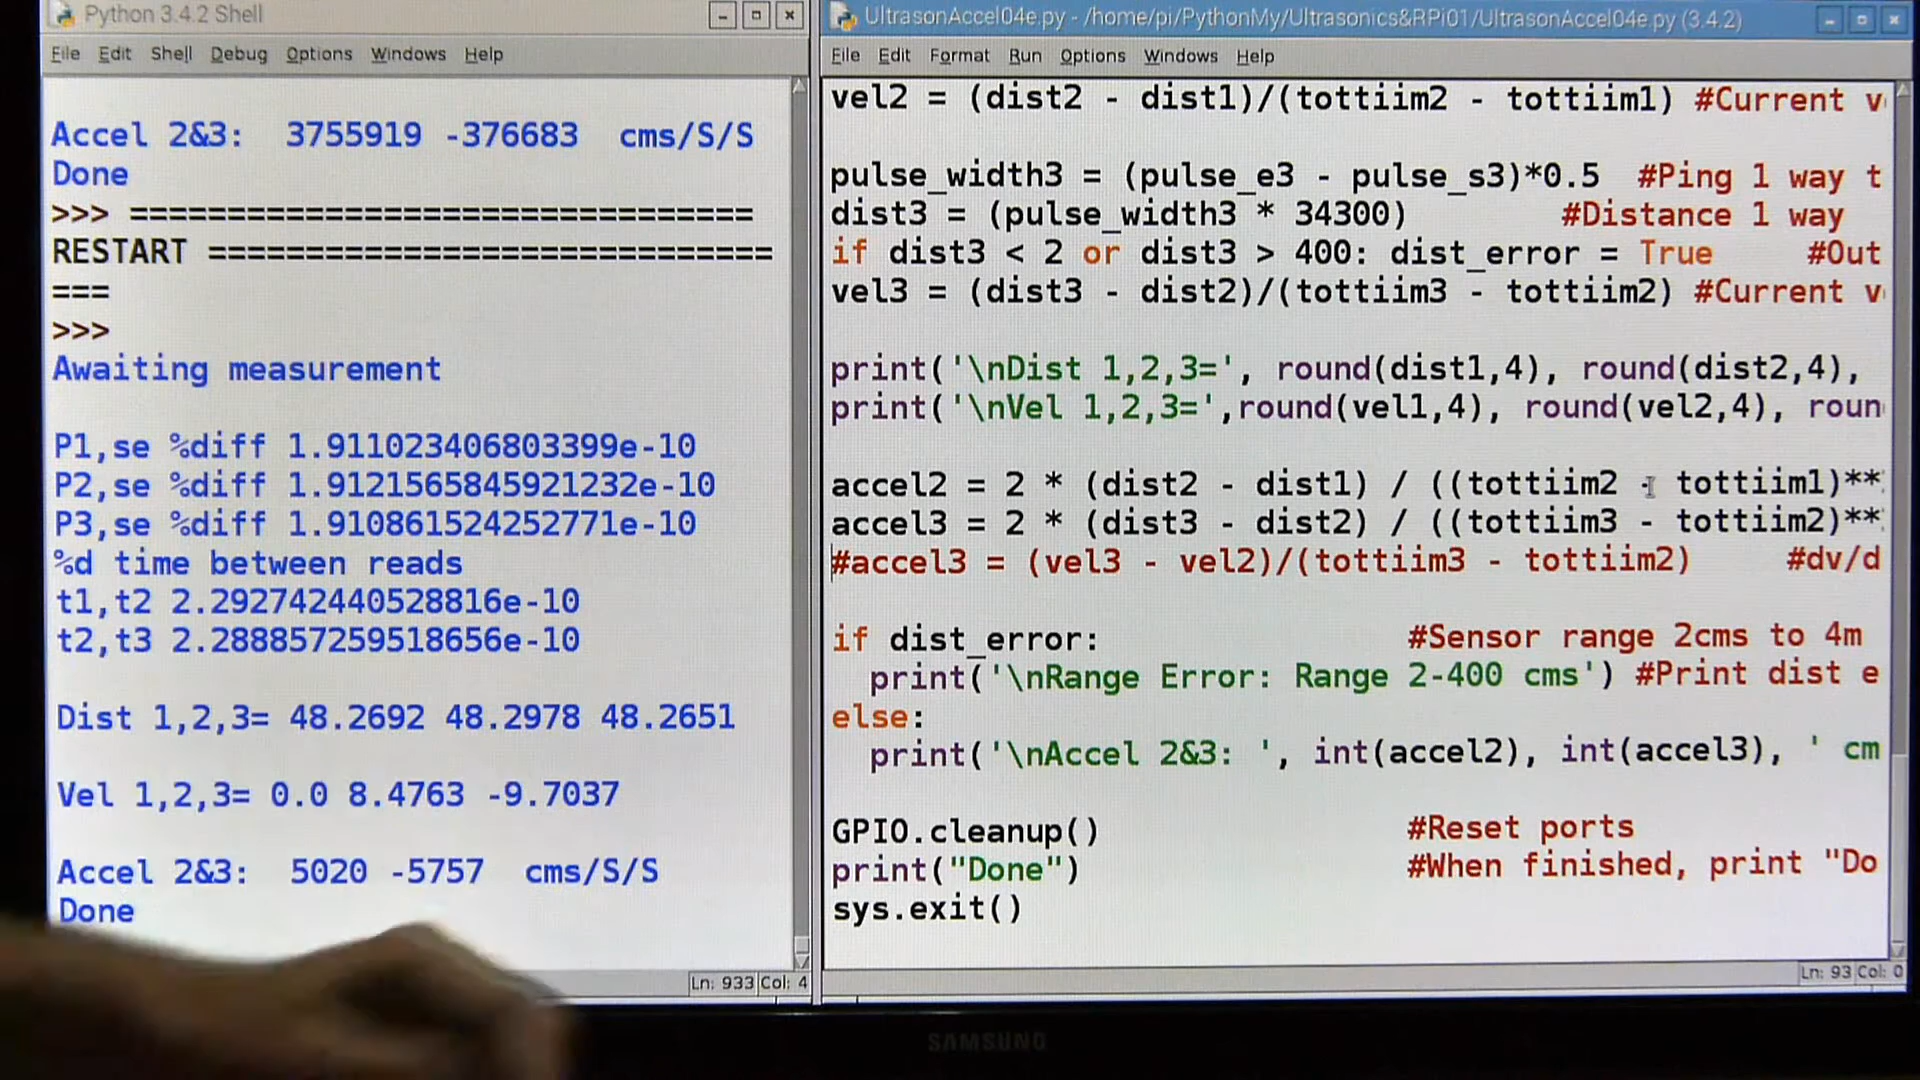 Python 3.4.2 Shell
File Edit Shell Debug Options Windows Help
Accel 2&3:  3755919 -376683  cms/S/S
Done
>>> ================================
RESTART =============================
===
>>>
Awaiting measurement
P1,se %diff 1.911023406803399e-10
P2,se %diff 1.9121565845921232e-10
P3,se %diff 1.910861524252771e-10
%d time between reads
t1,t2 2.292742440528816e-10
t2,t3 2.288857259518656e-10
Dist 1,2,3= 48.2692 48.2978 48.2651
Vel 1,2,3= 0.0 8.4763 -9.7037
Accel 2&3:  5020 -5757  cms/S/S
Done
Ln: 933 Col: 4
UltrasonAccel04e.py - /home/pi/PythonMy/Ultrasonics&RPi01/UltrasonAccel04e.py (3.4.2)
File Edit Format Run Options Windows Help
vel2 = (dist2 - dist1)/(tottiim2 - tottiim1) #Current v
pulse_width3 = (pulse_e3 - pulse_s3)*0.5  #Ping 1 way t
dist3 = (pulse_width3 * 34300)        #Distance 1 way
if dist3 < 2 or dist3 > 400: dist_error = True     #Out
vel3 = (dist3 - dist2)/(tottiim3 - tottiim2) #Current v
print('\nDist 1,2,3=', round(dist1,4), round(dist2,4),
print('\nVel 1,2,3=',round(vel1,4), round(vel2,4), roun
accel2 = 2 * (dist2 - dist1) / ((tottiim2 - tottiim1)**
accel3 = 2 * (dist3 - dist2) / ((tottiim3 - tottiim2)**
#accel3 = (vel3 - vel2)/(tottiim3 - tottiim2)     #dv/d
if dist_error:                #Sensor range 2cms to 4m
  print('\nRange Error: Range 2-400 cms') #Print dist e
else:
  print('\nAccel 2&3: ', int(accel2), int(accel3), ' cm
GPIO.cleanup()                #Reset ports
print("Done")                 #When finished, print "Do
sys.exit()
Ln: 93 Col: 0
SAMSUNG